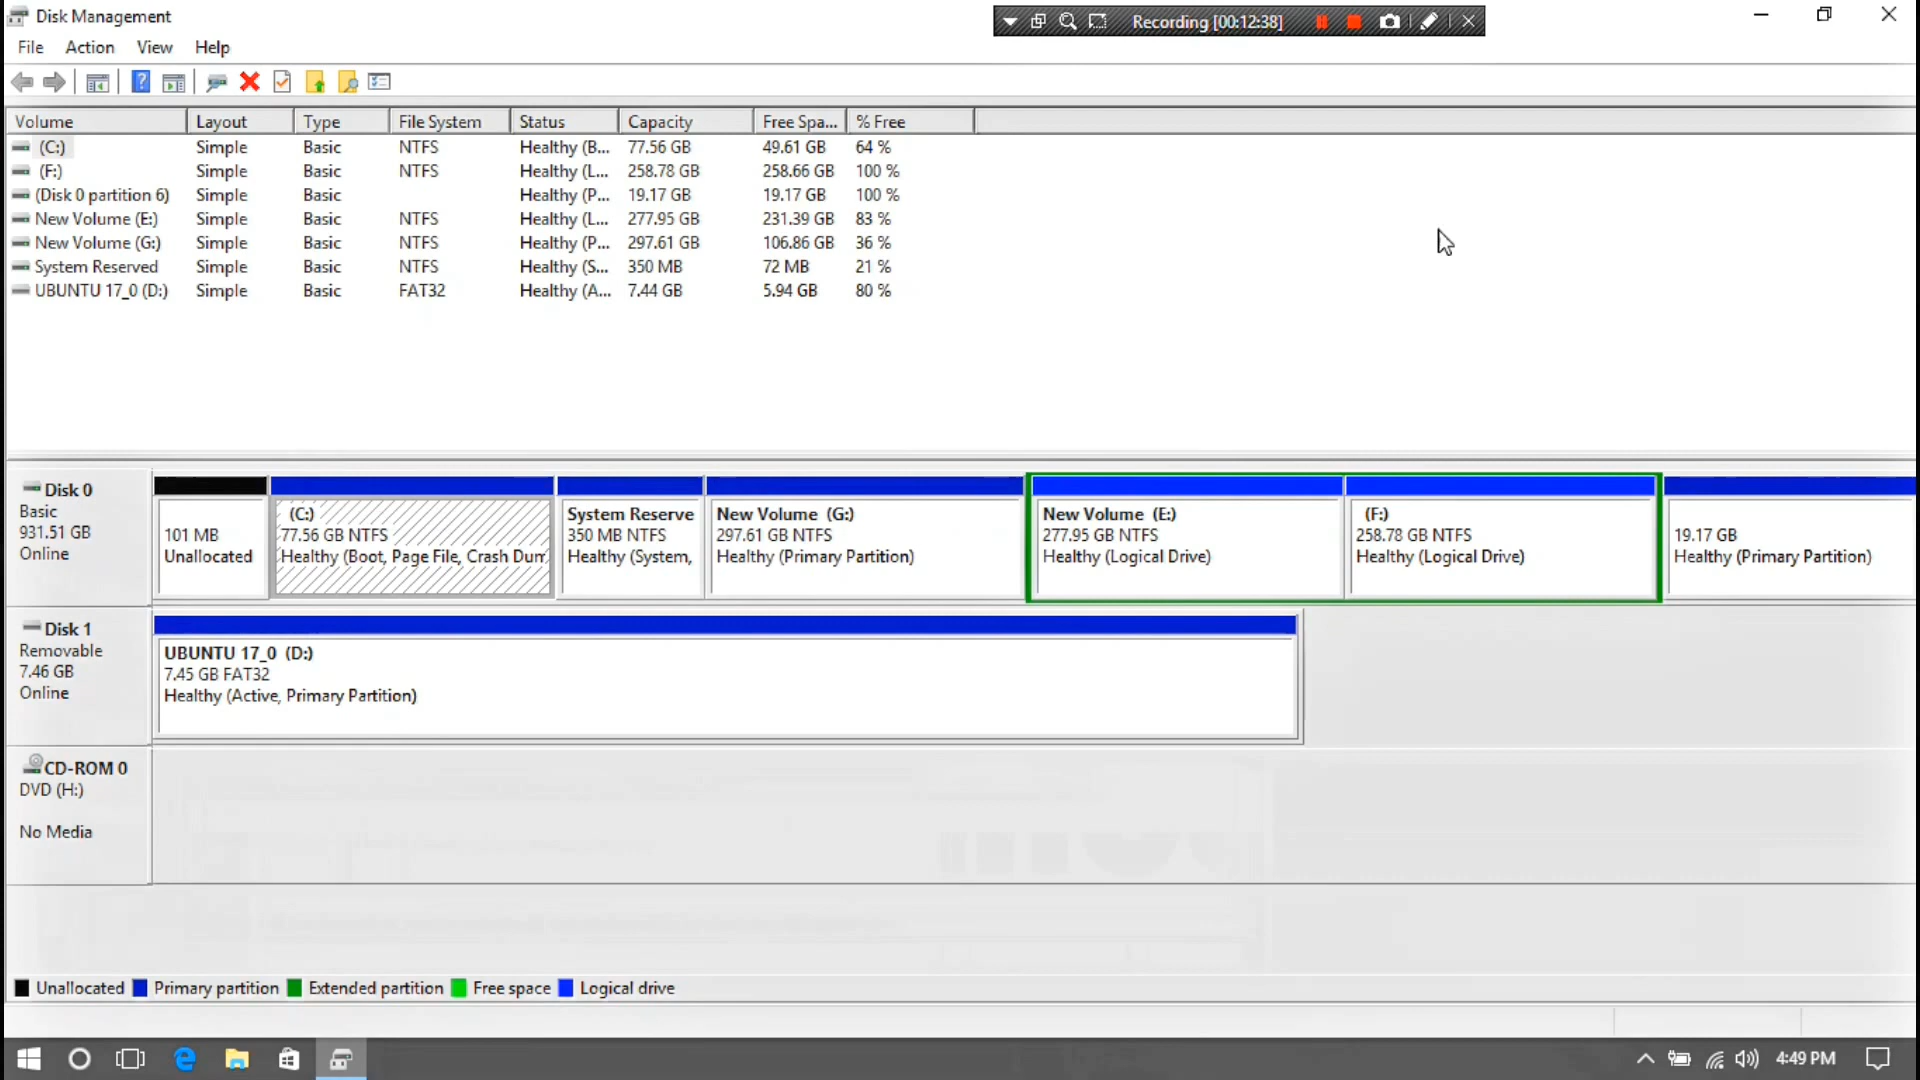 Disk Management
Recording [00:12:38]
File Action View Help
Volume Layout Type File System Status Capacity Free Spa... % Free
(C:) Simple Basic NTFS Healthy (B... 77.56 GB 49.61 GB 64 %
(F:) Simple Basic NTFS Healthy (L... 258.78 GB 258.66 GB 100 %
(Disk 0 partition 6) Simple Basic Healthy (P... 19.17 GB 19.17 GB 100 %
New Volume (E:) Simple Basic NTFS Healthy (L... 277.95 GB 231.39 GB 83 %
New Volume (G:) Simple Basic NTFS Healthy (P... 297.61 GB 106.86 GB 36 %
System Reserved Simple Basic NTFS Healthy (S... 350 MB 72 MB 21 %
UBUNTU 17_0 (D:) Simple Basic FAT32 Healthy (A... 7.44 GB 5.94 GB 80 %
Disk 0
Basic
931.51 GB
Online
101 MB
Unallocated
(C:)
77.56 GB NTFS
Healthy (Boot, Page File, Crash Dum
System Reserve
350 MB NTFS
Healthy (System,
New Volume (G:)
297.61 GB NTFS
Healthy (Primary Partition)
New Volume (E:)
277.95 GB NTFS
Healthy (Logical Drive)
(F:)
258.78 GB NTFS
Healthy (Logical Drive)
19.17 GB
Healthy (Primary Partition)
Disk 1
Removable
7.46 GB
Online
UBUNTU 17_0 (D:)
7.45 GB FAT32
Healthy (Active, Primary Partition)
CD-ROM 0
DVD (H:)
No Media
Unallocated Primary partition Extended partition Free space Logical drive
4:49 PM